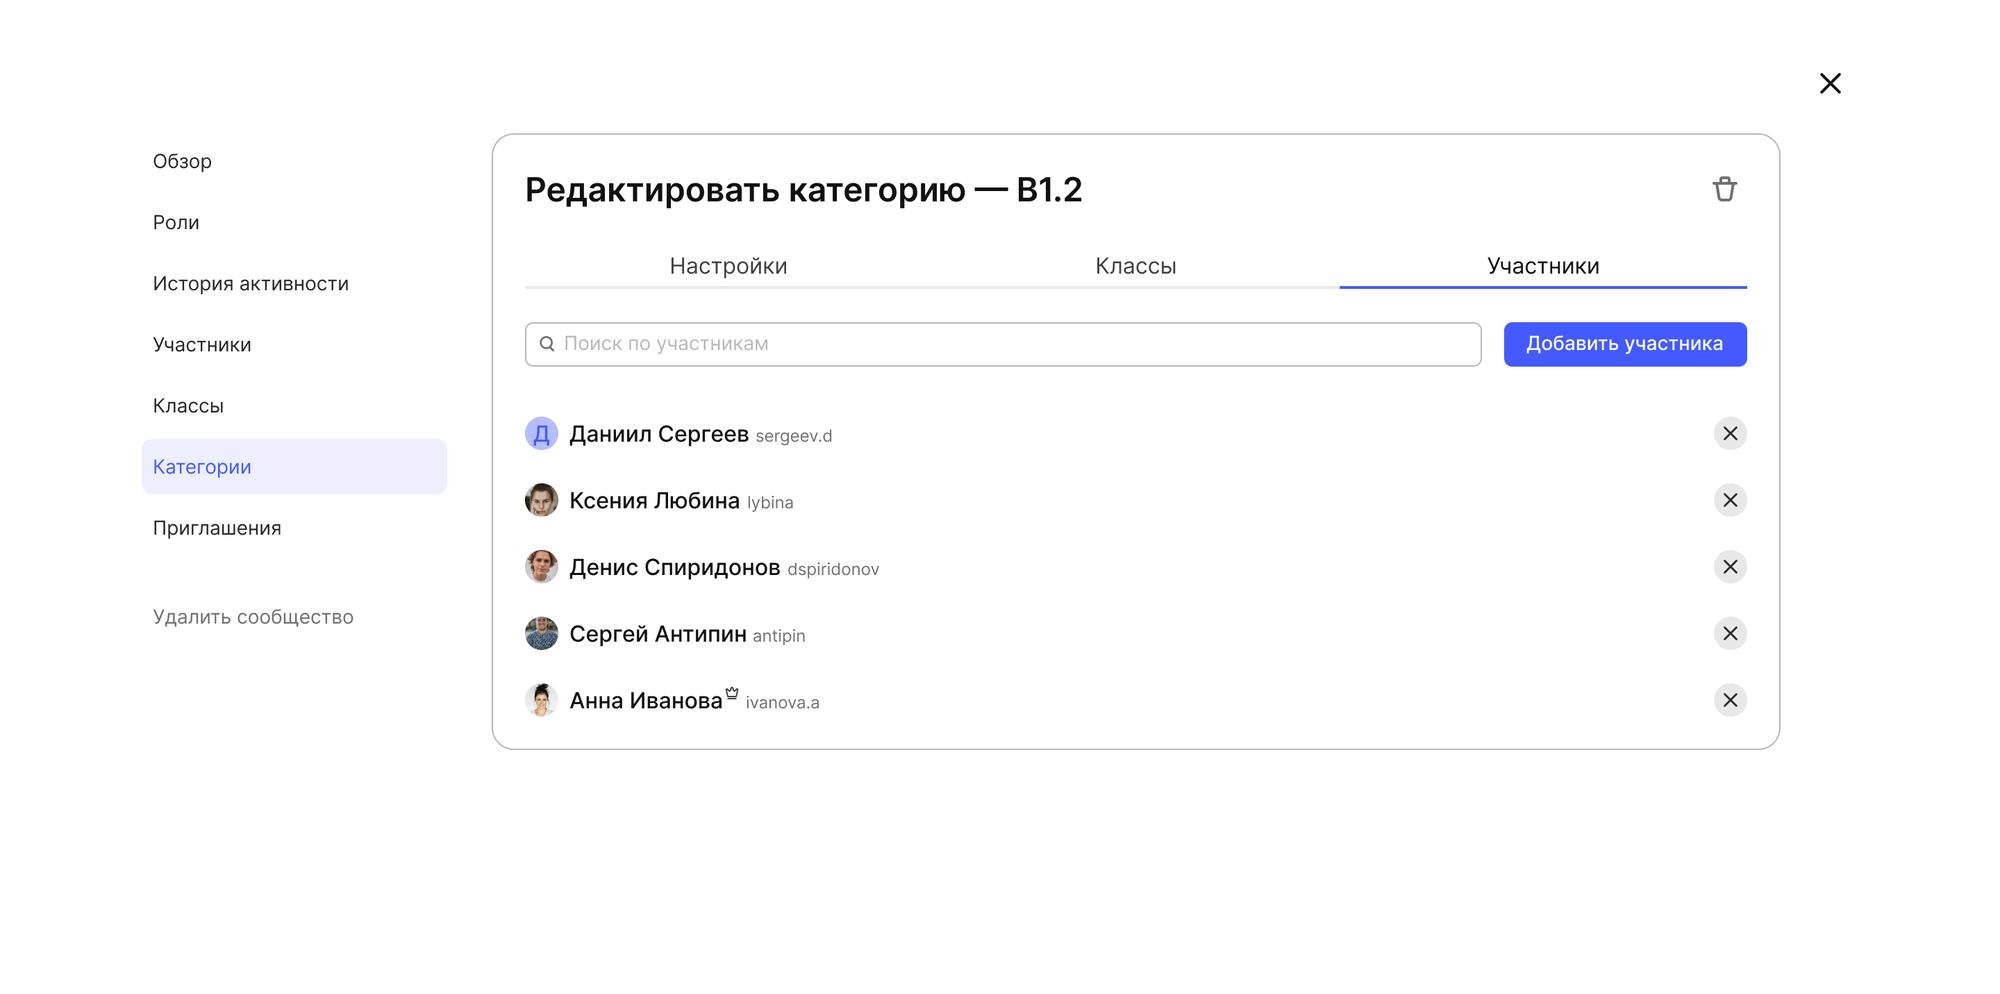 Обзор
Роли
История активности
Участники
Классы
Категории
Приглашения
Удалить сообщество
Редактировать категорию — B1.2
Настройки
Классы
Участники
Поиск по участникам
Добавить участника
Д
Даниил Сергеев sergeev.d
Ксения Любина lybina
Денис Спиридонов dspiridonov
Сергей Антипин antipin
Анна Иванова ivanova.a